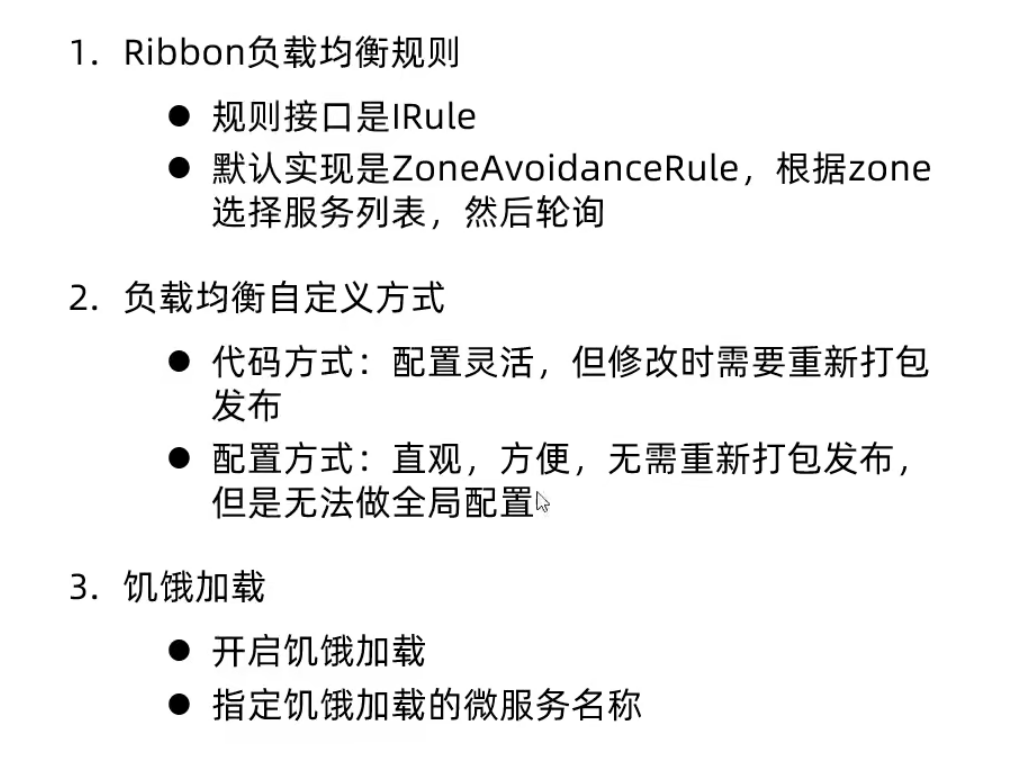 1. Ribbon负载均衡规则
● 规则接口是IRule
● 默认实现是ZoneAvoidanceRule，根据zone
选择服务列表，然后轮询
2. 负载均衡自定义方式
● 代码方式：配置灵活，但修改时需要重新打包
发布
● 配置方式：直观，方便，无需重新打包发布，
但是无法做全局配置
3. 饥饿加载
● 开启饥饿加载
● 指定饥饿加载的微服务名称